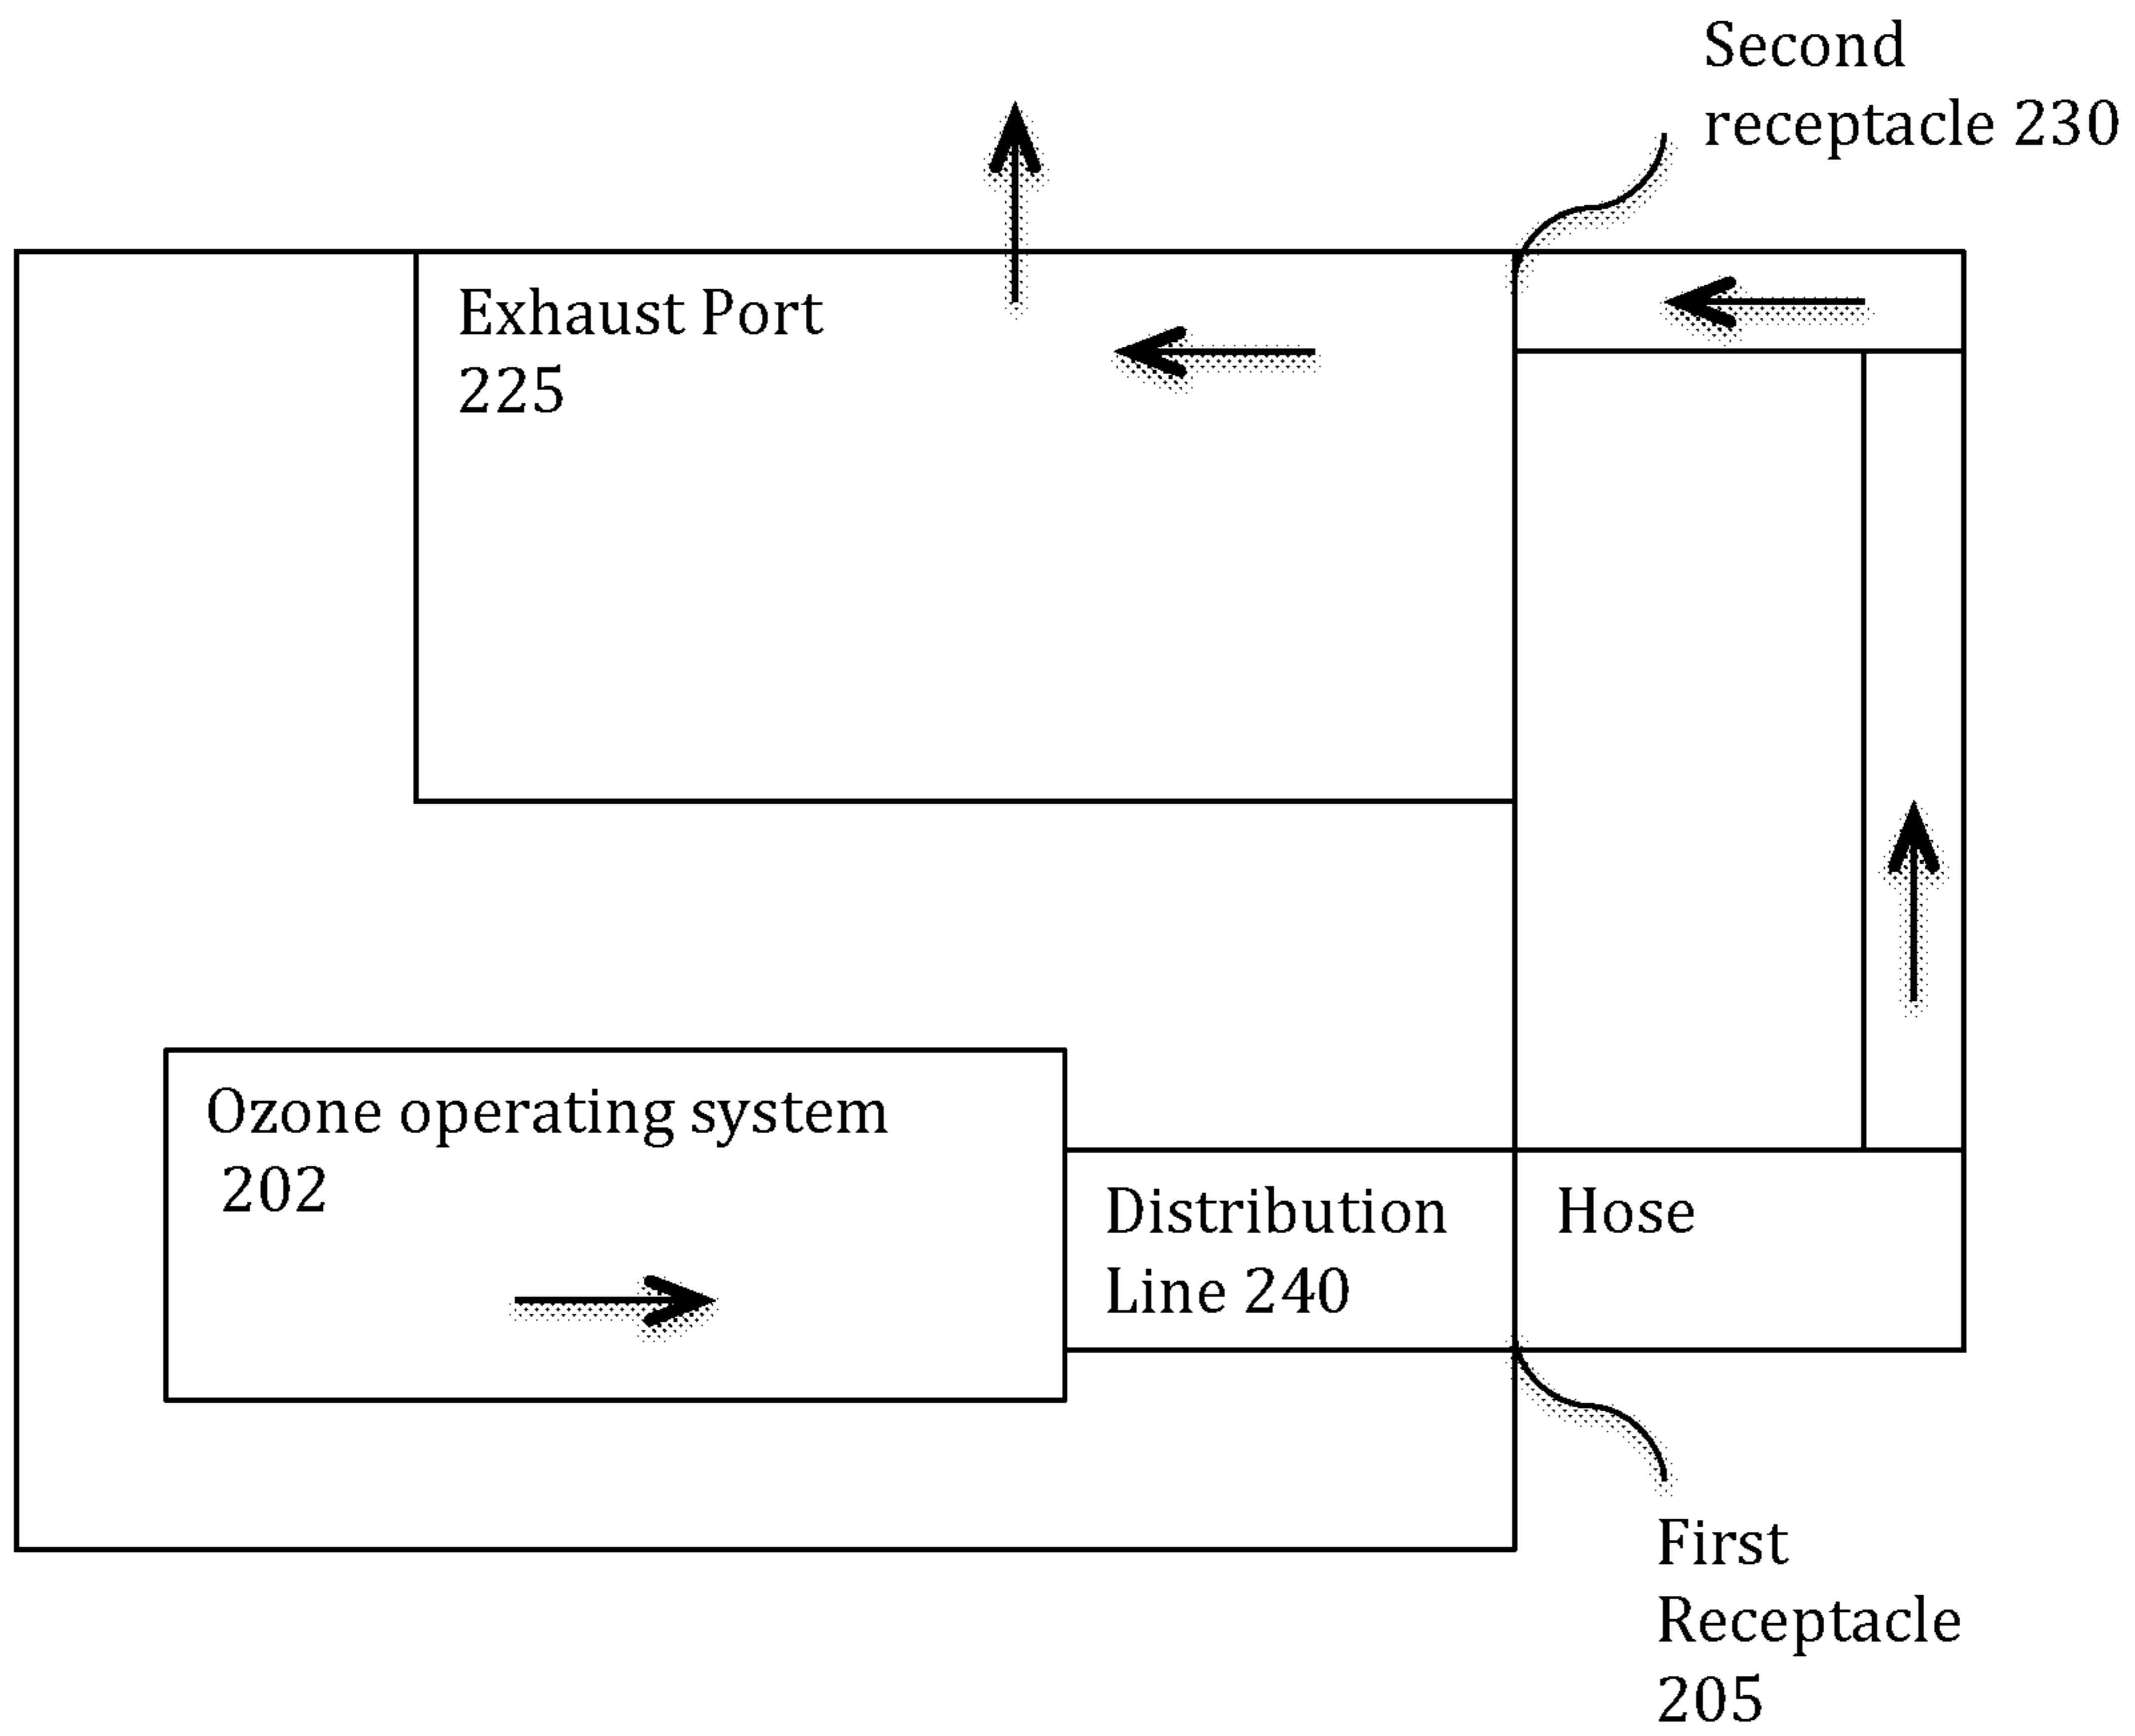 Second
receptacle 230
Exhaust Port
225
Ozone operating system
202
Distribution
Line 240
Hose
First
Receptacle
205